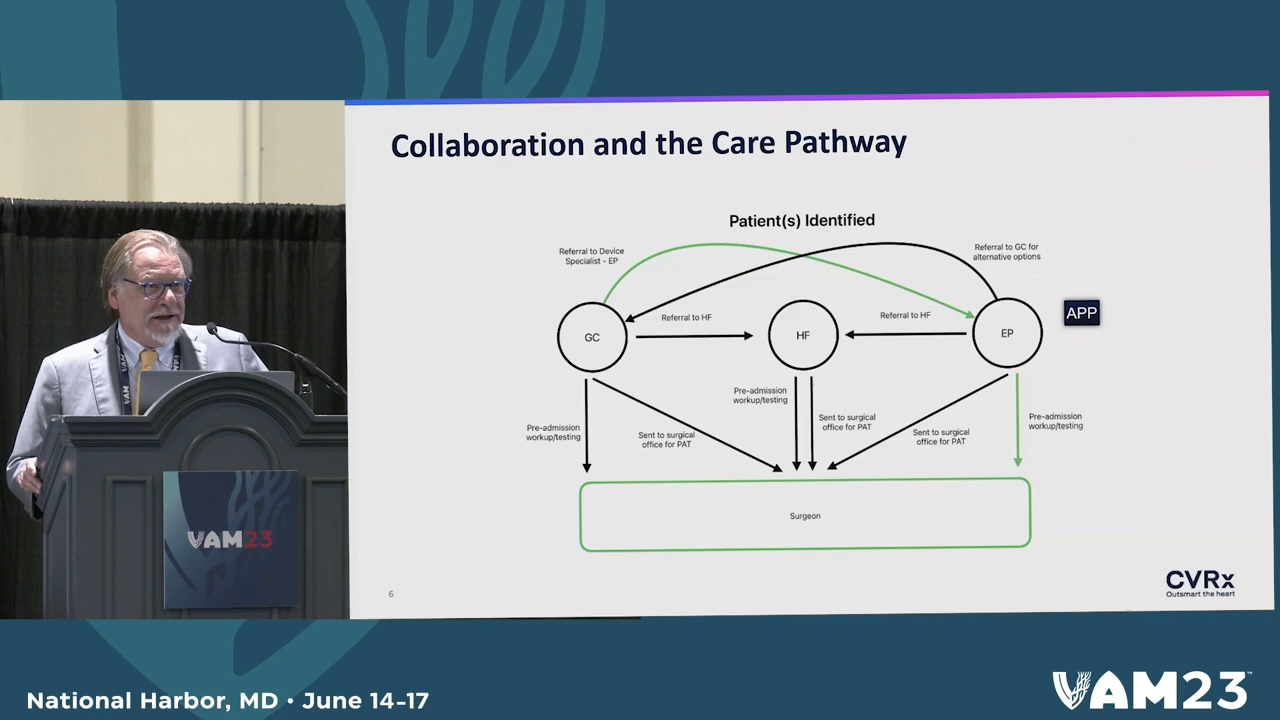 Collaboration and the Care Pathway
Patient(s) Identified
Referral to Device
Specialist - EP
Referral to GC for
alternative options
GC
Referral to HF
HF
Referral to HF
EP
APP
Pre-admission
workup/testing
Sent to surgical
office for PAT
Pre-admission
workup/testing
Sent to surgical
office for PAT
Sent to surgical
office for PAT
Pre-admission
workup/testing
Surgeon
6
CVRx
Outsmart the heart
VAM
VAM23
National Harbor, MD • June 14-17
VAM23™